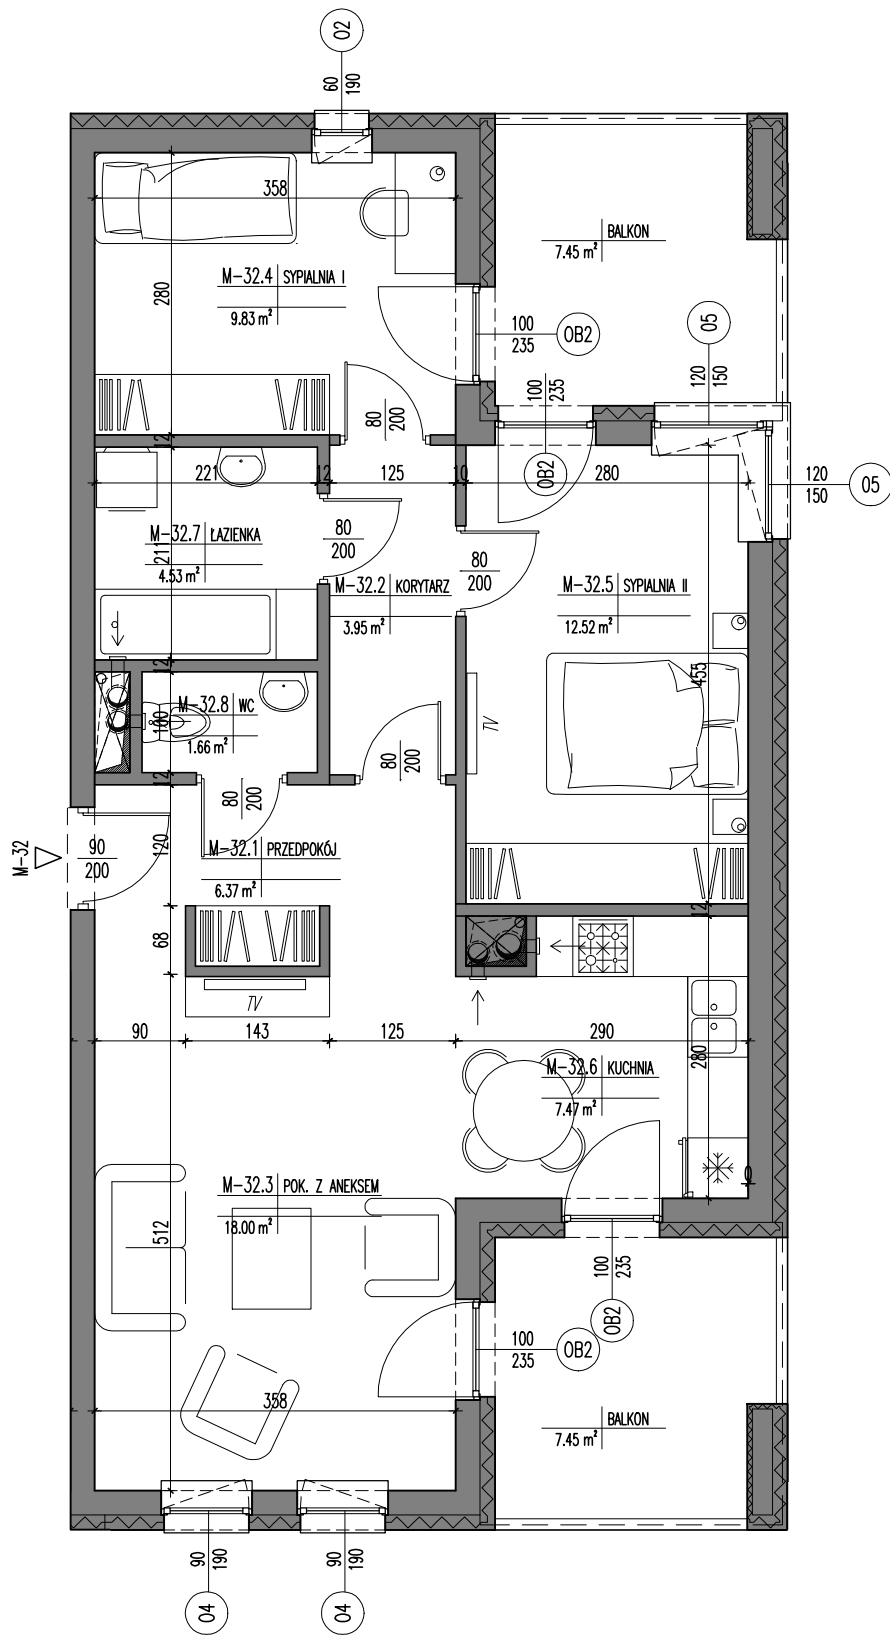 02
60
190
358
BALKON
7.45 m²
M-32.4 SYPIALNIA I
9.83 m²
280
100
235
OB2
05
120
150
100
235
OB2
80
200
12
221
12
125
10
280
120
150
05
M-32.7 ŁAZIENKA
4.53 m²
211
80
200
80
200
M-32.2 KORYTARZ
3.95 m²
M-32.5 SYPIALNIA II
12.52 m²
12
455
M-32.8 WC
1.66 m²
100
TV
12
80
200
80
200
M-32
90
200
120
M-32.1 PRZEDPOKÓJ
6.37 m²
12
68
TV
90
143
125
290
280
M-32.6 KUCHNIA
7.47 m²
0
M-32.3 POK. Z ANEKSEM
18.00 m²
512
100
235
OB2
100
235
OB2
358
BALKON
7.45 m²
90
190
90
190
04
04